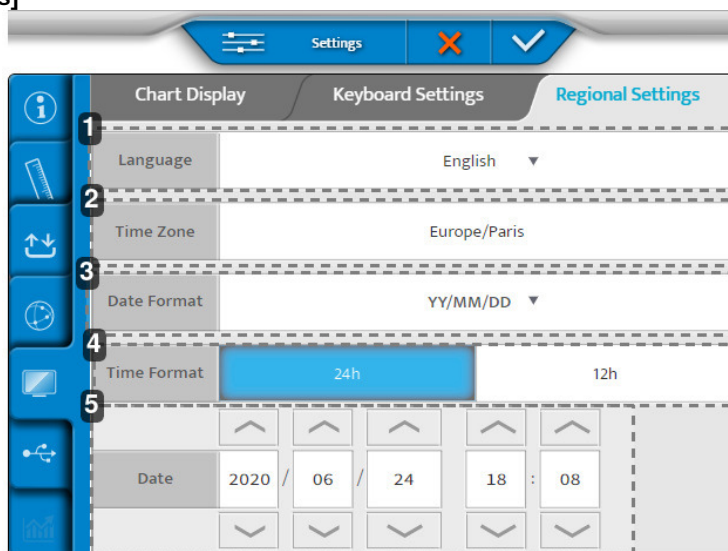 s]
Settings
Chart Display Keyboard Settings Regional Settings
1
Language English
2
Time Zone Europe/Paris
3
Date Format YY/MM/DD
4
Time Format 24h 12h
5
Date 2020 / 06 / 24 18 : 08